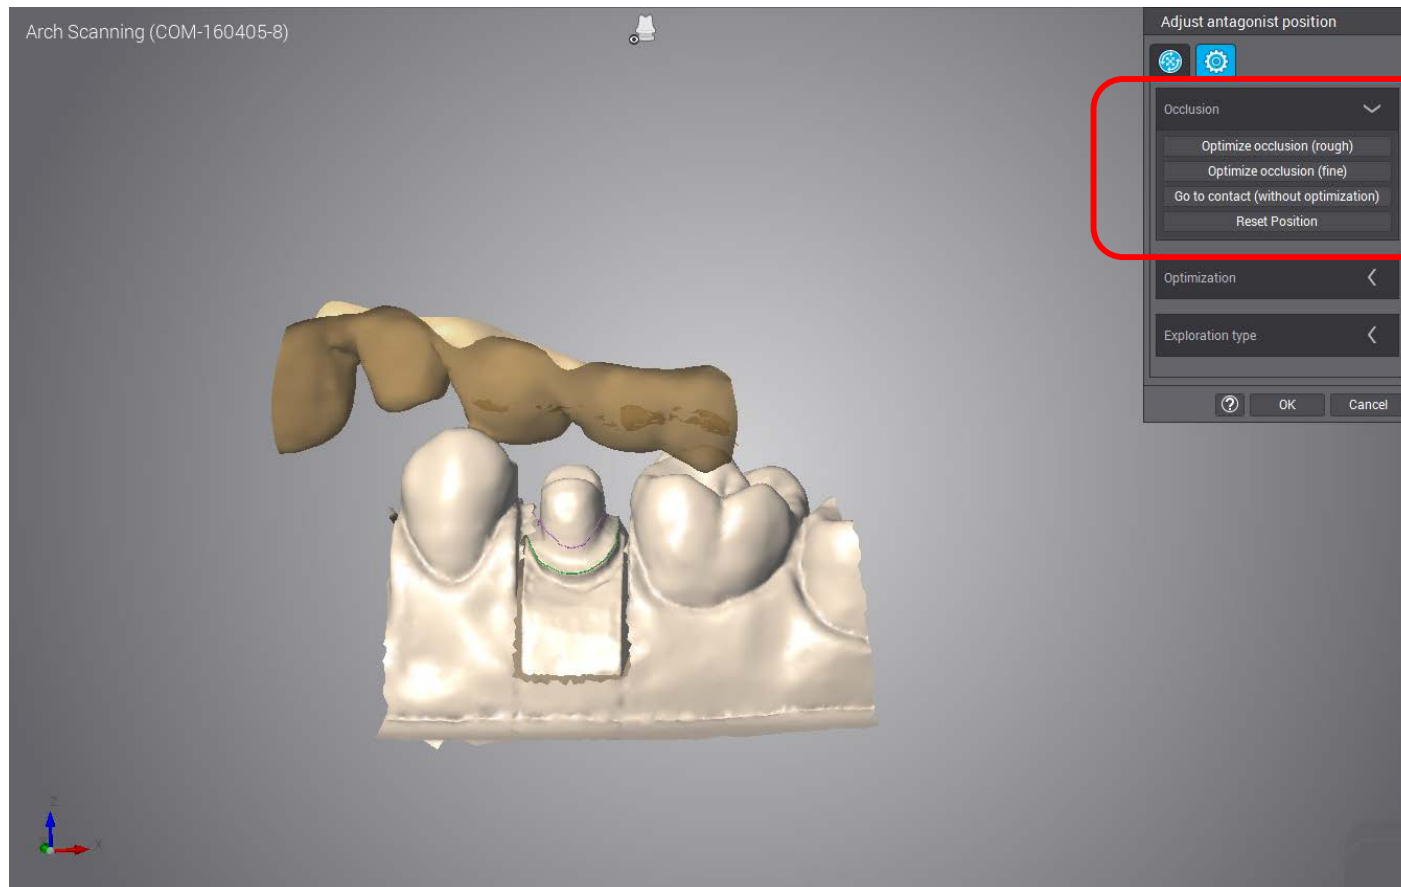 Arch Scanning (COM-160405-8)
Adjust antagonist position
Occlusion
Optimize occlusion (rough)
Optimize occlusion (fine)
Go to contact (without optimization)
Reset Position
Optimization
Exploration type
? OK Cancel
Z
X